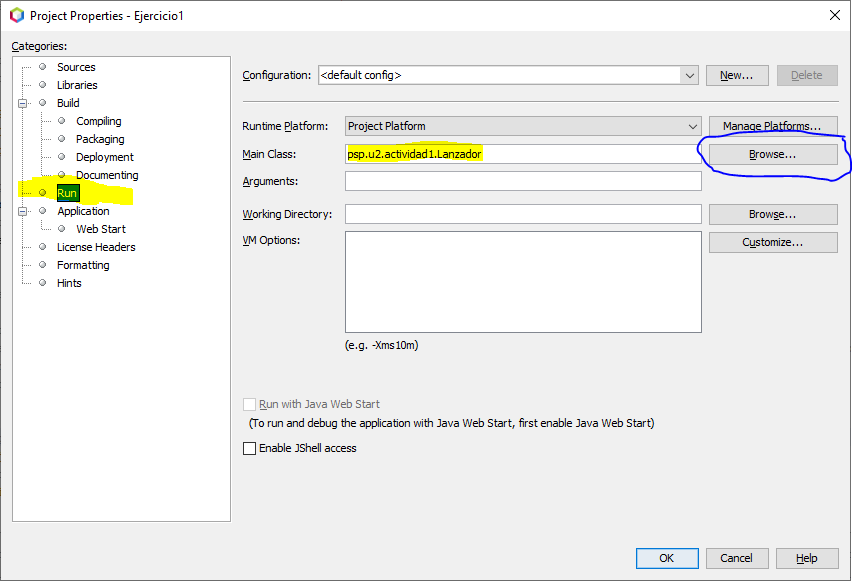 Project Properties - Ejercicio1
Categories:
Sources
Libraries
Build
Compiling
Packaging
Deployment
Documenting
Run
Application
Web Start
License Headers
Formatting
Hints
Configuration: <default config> New... Delete
Runtime Platform: Project Platform Manage Platforms...
Main Class: psp.u2.actividad1.Lanzador Browse...
Arguments:
Working Directory: Browse...
VM Options: Customize...
(e.g. -Xms10m)
Run with Java Web Start
(To run and debug the application with Java Web Start, first enable Java Web Start)
Enable JShell access
OK Cancel Help